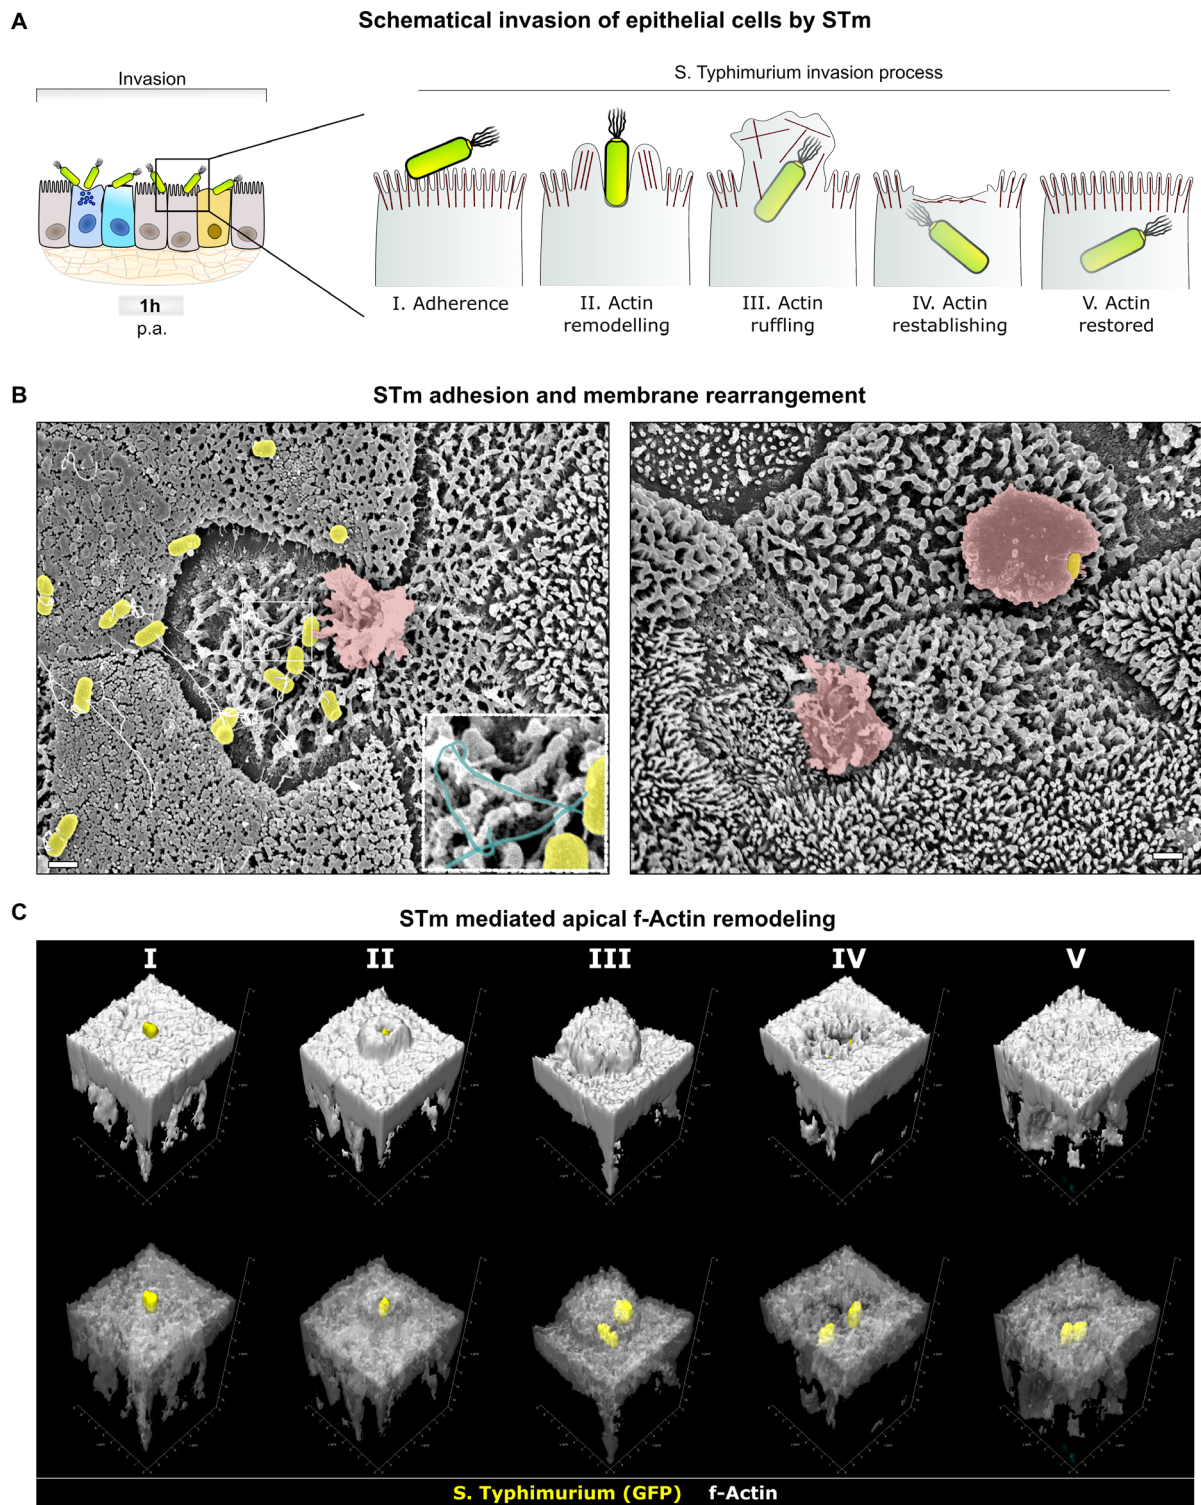 A
Schematical invasion of epithelial cells by STm
Invasion
S. Typhimurium invasion process
1h
p.a.
I. Adherence
II. Actin
remodelling
III. Actin
ruffling
IV. Actin
restablishing
V. Actin
restored
B
STm adhesion and membrane rearrangement
C
STm mediated apical f-Actin remodeling
I
II
III
IV
V
S. Typhimurium (GFP) f-Actin